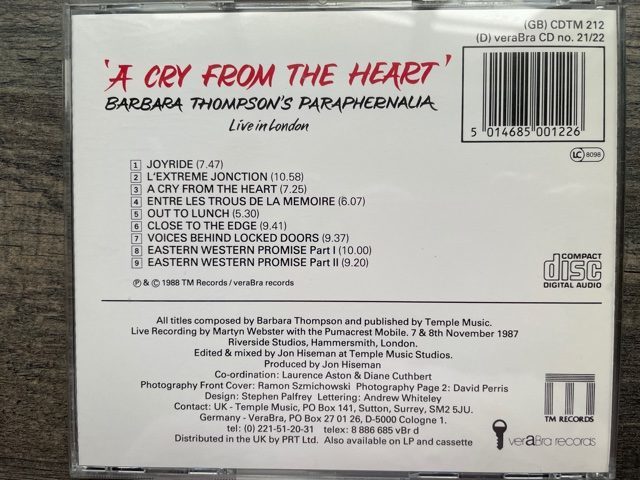 (GB) CDTM 212
(D) veraBra CD no. 21/22
'A CRY FROM THE HEART'
BARBARA THOMPSON'S PARAPHERNALIA
Live in London
5 014685 001226
LC 8098
1 JOYRIDE (7.47)
2 L'EXTREME JONCTION (10.58)
3 A CRY FROM THE HEART (7.25)
4 ENTRE LES TROUS DE LA MEMOIRE (6.07)
5 OUT TO LUNCH (5.30)
6 CLOSE TO THE EDGE (9.41)
7 VOICES BEHIND LOCKED DOORS (9.37)
8 EASTERN WESTERN PROMISE Part I (10.00)
9 EASTERN WESTERN PROMISE Part II (9.20)
℗ & © 1988 TM Records / veraBra records
COMPACT
disc
DIGITAL AUDIO
All titles composed by Barbara Thompson and published by Temple Music.
Live Recording by Martyn Webster with the Pumacrest Mobile. 7 & 8th November 1987
Riverside Studios, Hammersmith, London.
Edited & mixed by Jon Hiseman at Temple Music Studios.
Produced by Jon Hiseman
Co-ordination: Laurence Aston & Diane Cuthbert
Photography Front Cover: Ramon Szmichowski Photography Page 2: David Perris
Design: Stephen Palfrey Lettering: Andrew Whiteley
Contact: UK - Temple Music, PO Box 141, Sutton, Surrey, SM2 5JU.
Germany - VeraBra, PO Box 27 01 26, D-5000 Cologne 1.
tel: (0) 221-51-20-31 telex: 8 886 685 vBr d
Distributed in the UK by PRT Ltd. Also available on LP and cassette
TM RECORDS
veraBra records